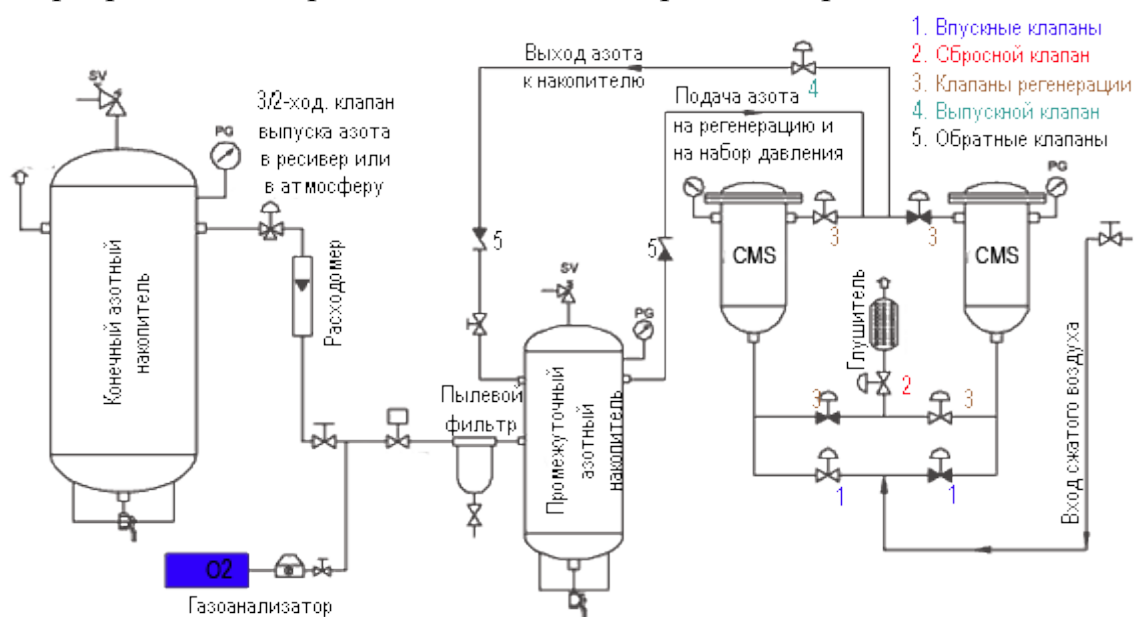 1. Впускные клапаны
2. Сбросной клапан
3. Клапаны регенерации
4. Выпускной клапан
5. Обратные клапаны
Выход азота
к накопителю
4
Подача азота
на регенерацию и
на набор давления
SV
3/2-ход. клапан
выпуска азота
в ресивер или
в атмосферу
PG
PG
CMS
CMS
3
3
5
5
Конечный азотный
накопитель
Расходомер
SV
PG
Глушитель
2
Вход сжатого воздуха
Пылевой
фильтр
Промежуточный
азотный
накопитель
3
3
1
1
O2
Газоанализатор